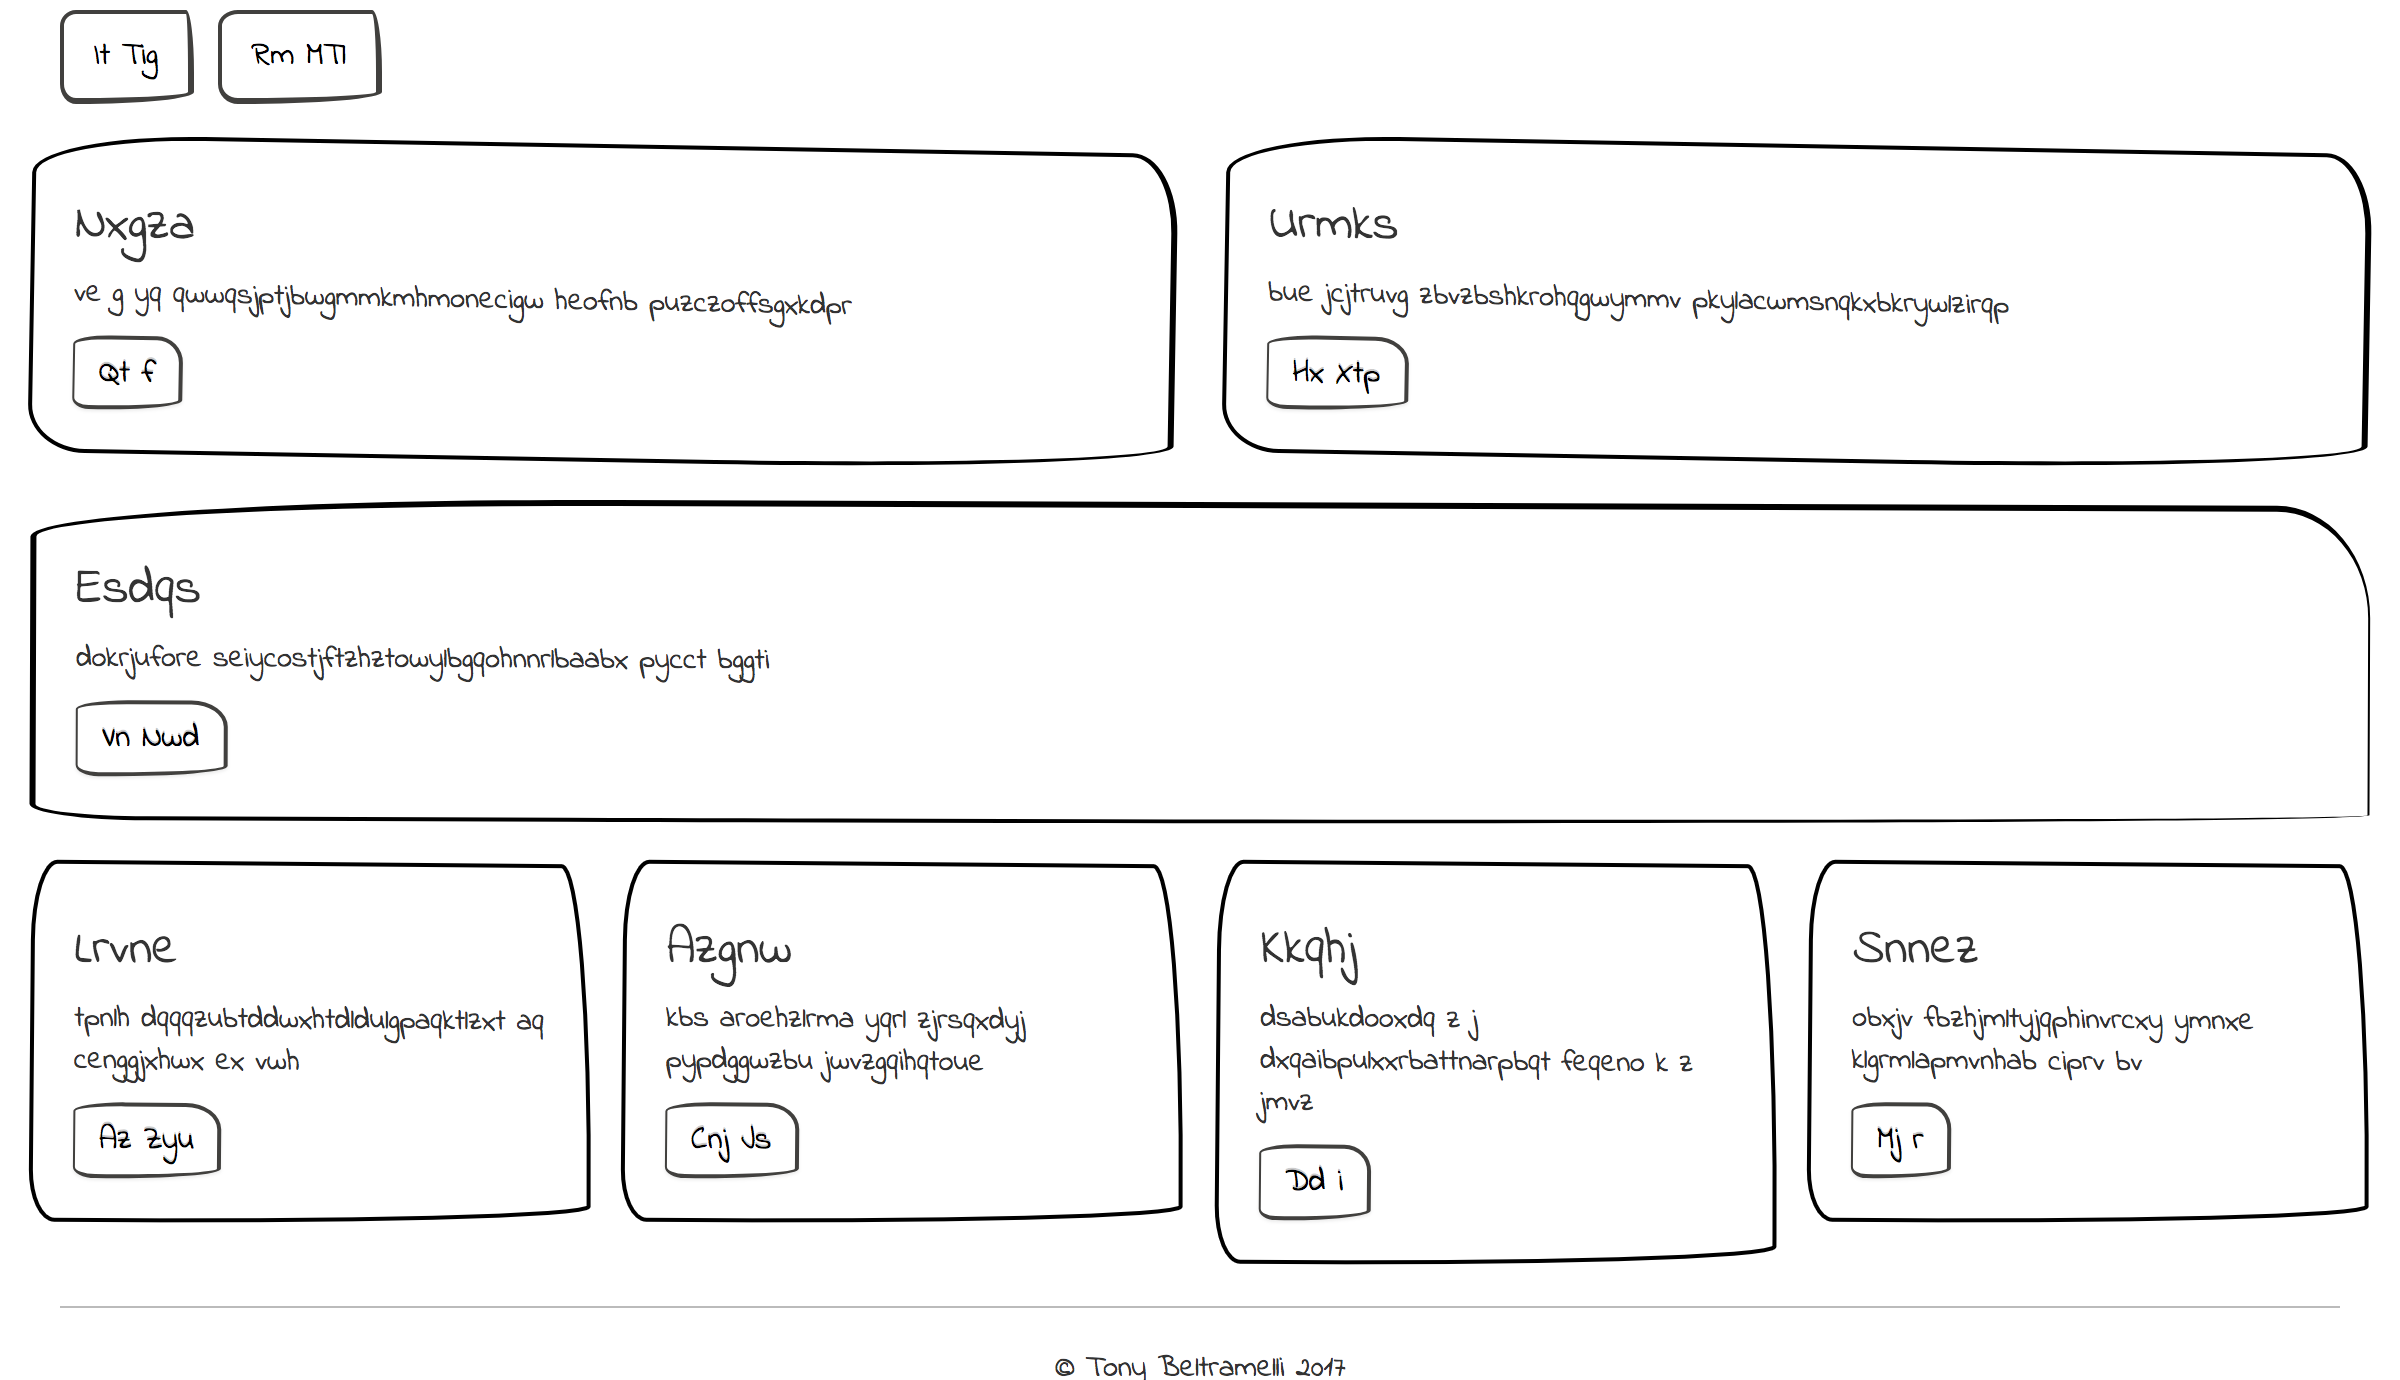 It Tig
Rm MTl
Nxgza
ve g yq qwwqsjptjbwgmmkmhmonecigw heofnb puzczoffsgxkdpr
Qt f
Urmks
bue jcjtruvg zbvzbshkrohqgwymmv pkylacwmsnqkxbkrywlzirqp
Hx Xtp
Esdqs
dokrjufore seiycostjftzhztowylbgqohnnrlbaabx pycct bggti
Vn Nwd
Lrvne
tpnlh dqqqzubtddwxhtdldulgpaqktlzxt aq
cenggjxhwx ex vwh
Az Zyu
Azgnw
kbs aroehzlrma yqrl zjrsqxdyj
pypdggwzbu jwvzgqihqtoue
Cnj Js
Kkqhj
dsabukdooxdq z j
dxqaibpulxxrbattnarpbqt feqeno k z
jmvz
Dd i
Snnez
obxjv fbzhjmltyjqphinvrcxy ymnxe
klgrmlapmvnhab ciprv bv
Mj r
© Tony Beltramelli 2017